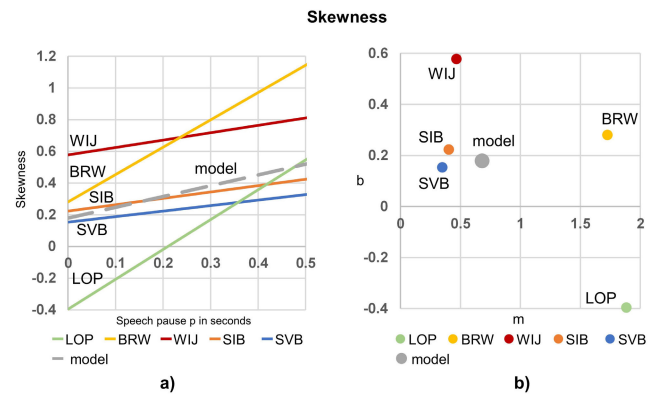 Skewness
1.2
1
0.8
0.6
0.4
0.2
0
-0.2
-0.4
Skewness
WIJ
BRW
SIB
SVB
LOP
model
0 0.1 0.2 0.3 0.4 0.5
Speech pause p in seconds
LOP BRW WIJ SIB SVB
model
a)
0.6
0.4
0.2
0
-0.2
-0.4
b
WIJ
BRW
SIB model
SVB
LOP
0 0.5 1 1.5 2
m
LOP BRW WIJ SIB SVB
model
b)